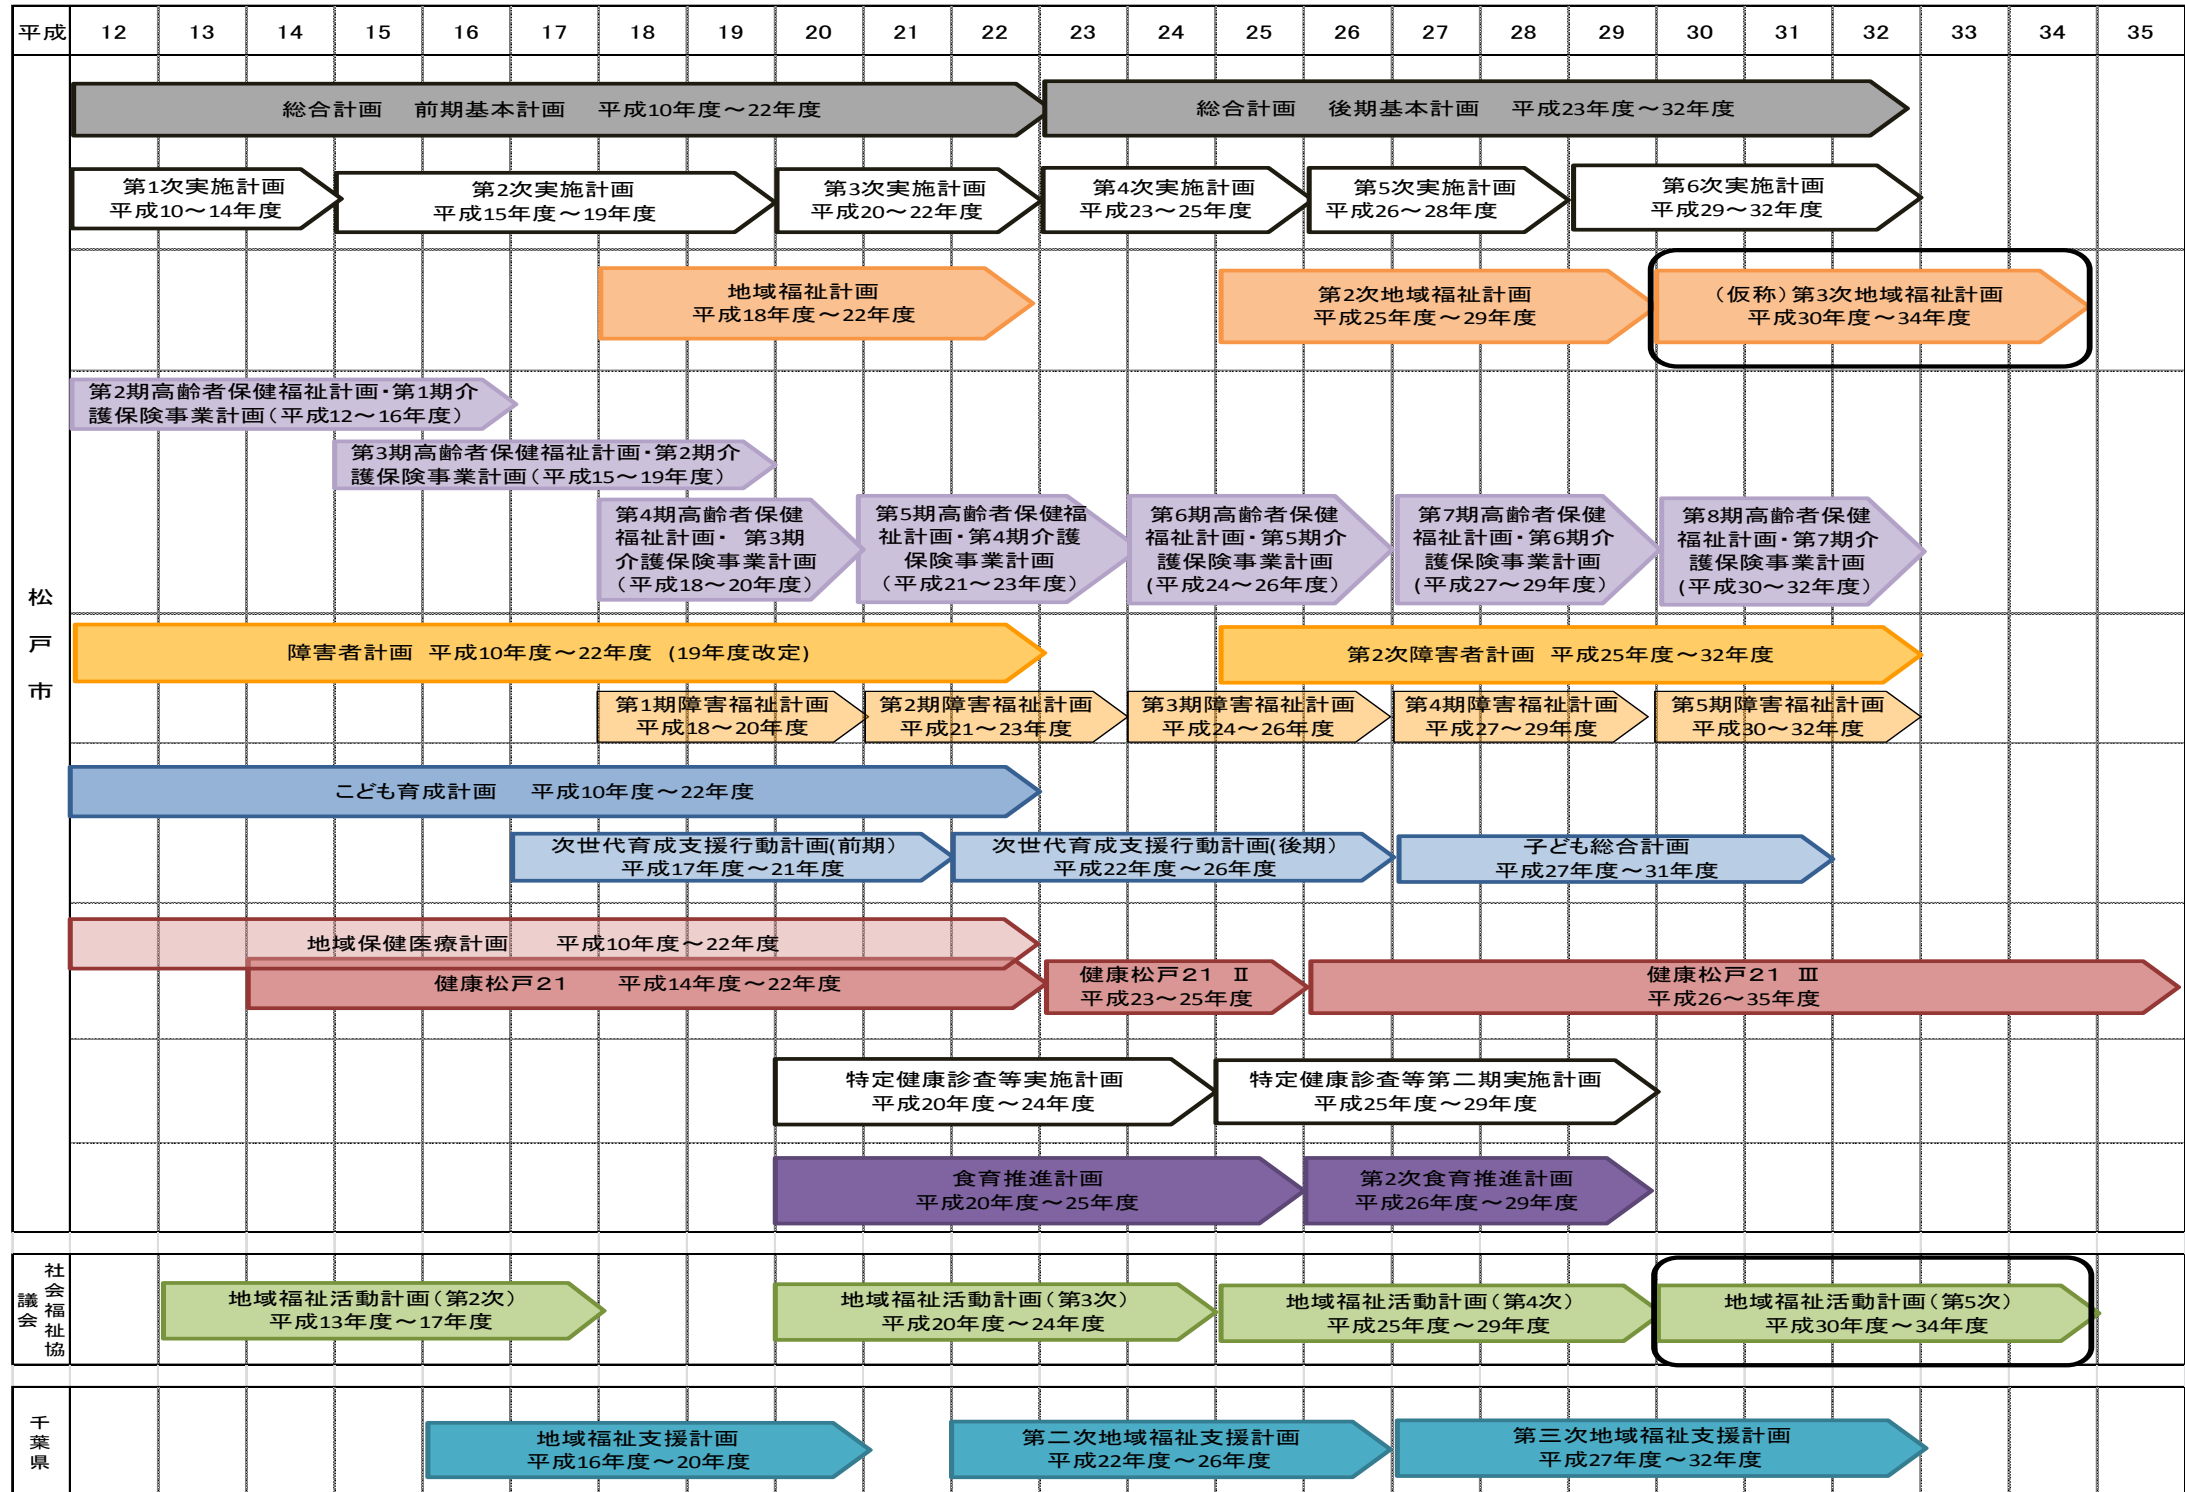 平成 12 13 14 15 16 17 18 19 20 21 22 23 24 25 26 27 28 29 30 31 32 33 34 35
松戸市
総合計画 前期基本計画 平成10年度～22年度
総合計画 後期基本計画 平成23年度～32年度
第1次実施計画
平成10～14年度
第2次実施計画
平成15年度～19年度
第3次実施計画
平成20～22年度
第4次実施計画
平成23～25年度
第5次実施計画
平成26～28年度
第6次実施計画
平成29～32年度
地域福祉計画
平成18年度～22年度
第2次地域福祉計画
平成25年度～29年度
（仮称）第3次地域福祉計画
平成30年度～34年度
第2期高齢者保健福祉計画・第1期介
護保険事業計画（平成12～16年度）
第3期高齢者保健福祉計画・第2期介
護保険事業計画（平成15～19年度）
第4期高齢者保健
福祉計画・ 第3期
介護保険事業計画
（平成18～20年度）
第5期高齢者保健福
祉計画・第4期介護
保険事業計画
（平成21～23年度）
第6期高齢者保健
福祉計画・第5期介
護保険事業計画
(平成24～26年度）
第7期高齢者保健
福祉計画・第6期介
護保険事業計画
(平成27～29年度）
第8期高齢者保健
福祉計画・第7期介
護保険事業計画
(平成30～32年度）
障害者計画 平成10年度～22年度 (19年度改定)
第2次障害者計画 平成25年度～32年度
第1期障害福祉計画
平成18～20年度
第2期障害福祉計画
平成21～23年度
第3期障害福祉計画
平成24～26年度
第4期障害福祉計画
平成27～29年度
第5期障害福祉計画
平成30～32年度
こども育成計画 平成10年度～22年度
次世代育成支援行動計画(前期）
平成17年度～21年度
次世代育成支援行動計画(後期）
平成22年度～26年度
子ども総合計画
平成27年度～31年度
地域保健医療計画 平成10年度～22年度
健康松戸21 平成14年度～22年度
健康松戸21 Ⅱ
平成23～25年度
健康松戸21 Ⅲ
平成26～35年度
特定健康診査等実施計画
平成20年度～24年度
特定健康診査等第二期実施計画
平成25年度～29年度
食育推進計画
平成20年度～25年度
第2次食育推進計画
平成26年度～29年度
社会福祉協
議会
地域福祉活動計画（第2次）
平成13年度～17年度
地域福祉活動計画（第3次）
平成20年度～24年度
地域福祉活動計画（第4次）
平成25年度～29年度
地域福祉活動計画（第5次）
平成30年度～34年度
千葉県
地域福祉支援計画
平成16年度～20年度
第二次地域福祉支援計画
平成22年度～26年度
第三次地域福祉支援計画
平成27年度～32年度